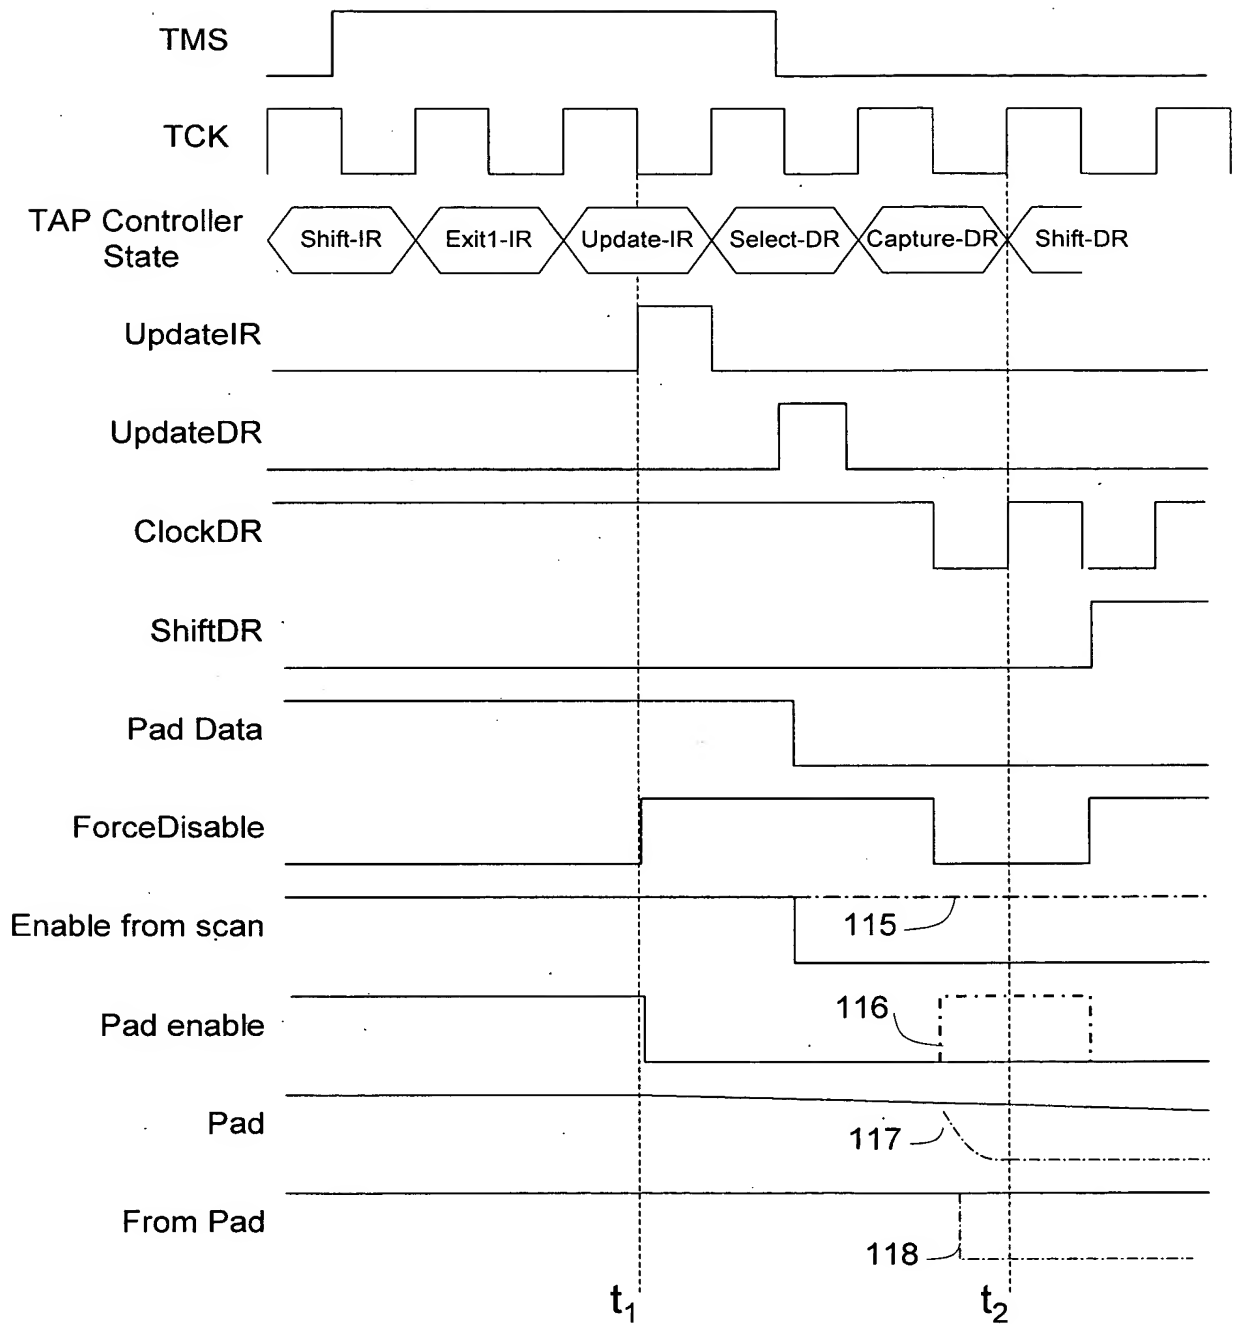 TMS
TCK
TAP Controller
State
Shift-IR
Exit1-IR
Update-IR
Select-DR
Capture-DR
Shift-DR
UpdateIR
UpdateDR
ClockDR
ShiftDR
Pad Data
ForceDisable
Enable from scan
115
Pad enable
116
Pad
117
From Pad
118
t1
t2